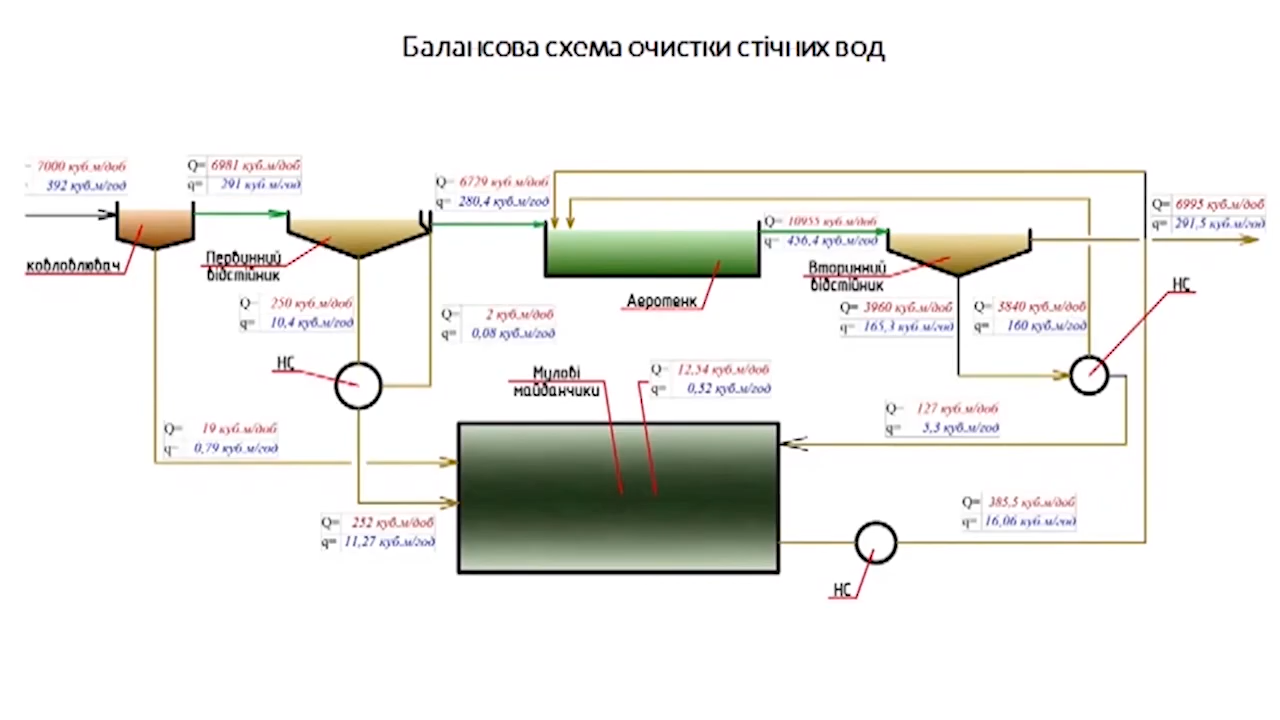 Балансова схема очистки стічних вод
7000 куб.м/доб
392 куб.м/год
Q= 6981 куб.м/доб
q= 291 куб.м/год
Q= 6729 куб.м/доб
q= 280,4 куб.м/год
Q= 10955 куб.м/доб
q= 456,4 куб.м/год
Q= 6995 куб.м/доб
q= 291,5 куб.м/год
ковловлювач
Первинний
відстійник
Аеротенк
Вторинний
відстійник
НС
Q= 250 куб.м/доб
q= 10,4 куб.м/год
Q= 2 куб.м/доб
q= 0,08 куб.м/год
Q= 3960 куб.м/доб
q= 165,3 куб.м/год
Q= 3840 куб.м/доб
q= 160 куб.м/год
НС
Мулові
майданчики
Q= 12,54 куб.м/доб
q= 0,52 куб.м/год
Q= 127 куб.м/доб
q= 5,3 куб.м/год
Q= 19 куб.м/доб
q= 0,79 куб.м/год
Q= 252 куб.м/доб
q= 11,27 куб.м/год
Q= 385,5 куб.м/доб
q= 16,06 куб.м/год
НС